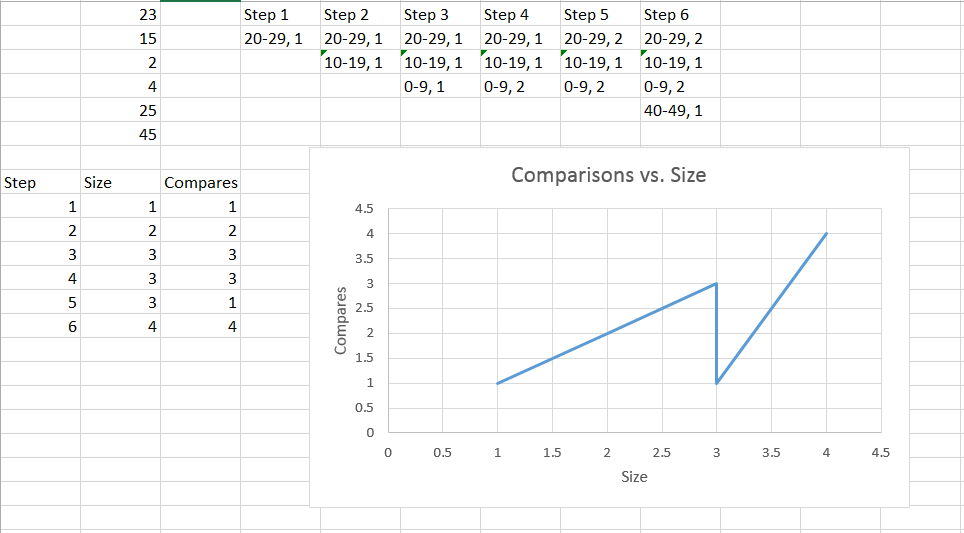 23 Step 1 Step 2 Step 3 Step 4 Step 5 Step 6
15 20-29, 1 20-29, 1 20-29, 1 20-29, 1 20-29, 2 20-29, 2
2 10-19, 1 10-19, 1 10-19, 1 10-19, 1 10-19, 1
4 0-9, 1 0-9, 2 0-9, 2 0-9, 2
25 40-49, 1
45
Step Size Compares
1 1 1
2 2 2
3 3 3
4 3 3
5 3 1
6 4 4
Comparisons vs. Size
4.5
4
3.5
3
2.5
2
1.5
1
0.5
0
Compares
0 0.5 1 1.5 2 2.5 3 3.5 4 4.5
Size